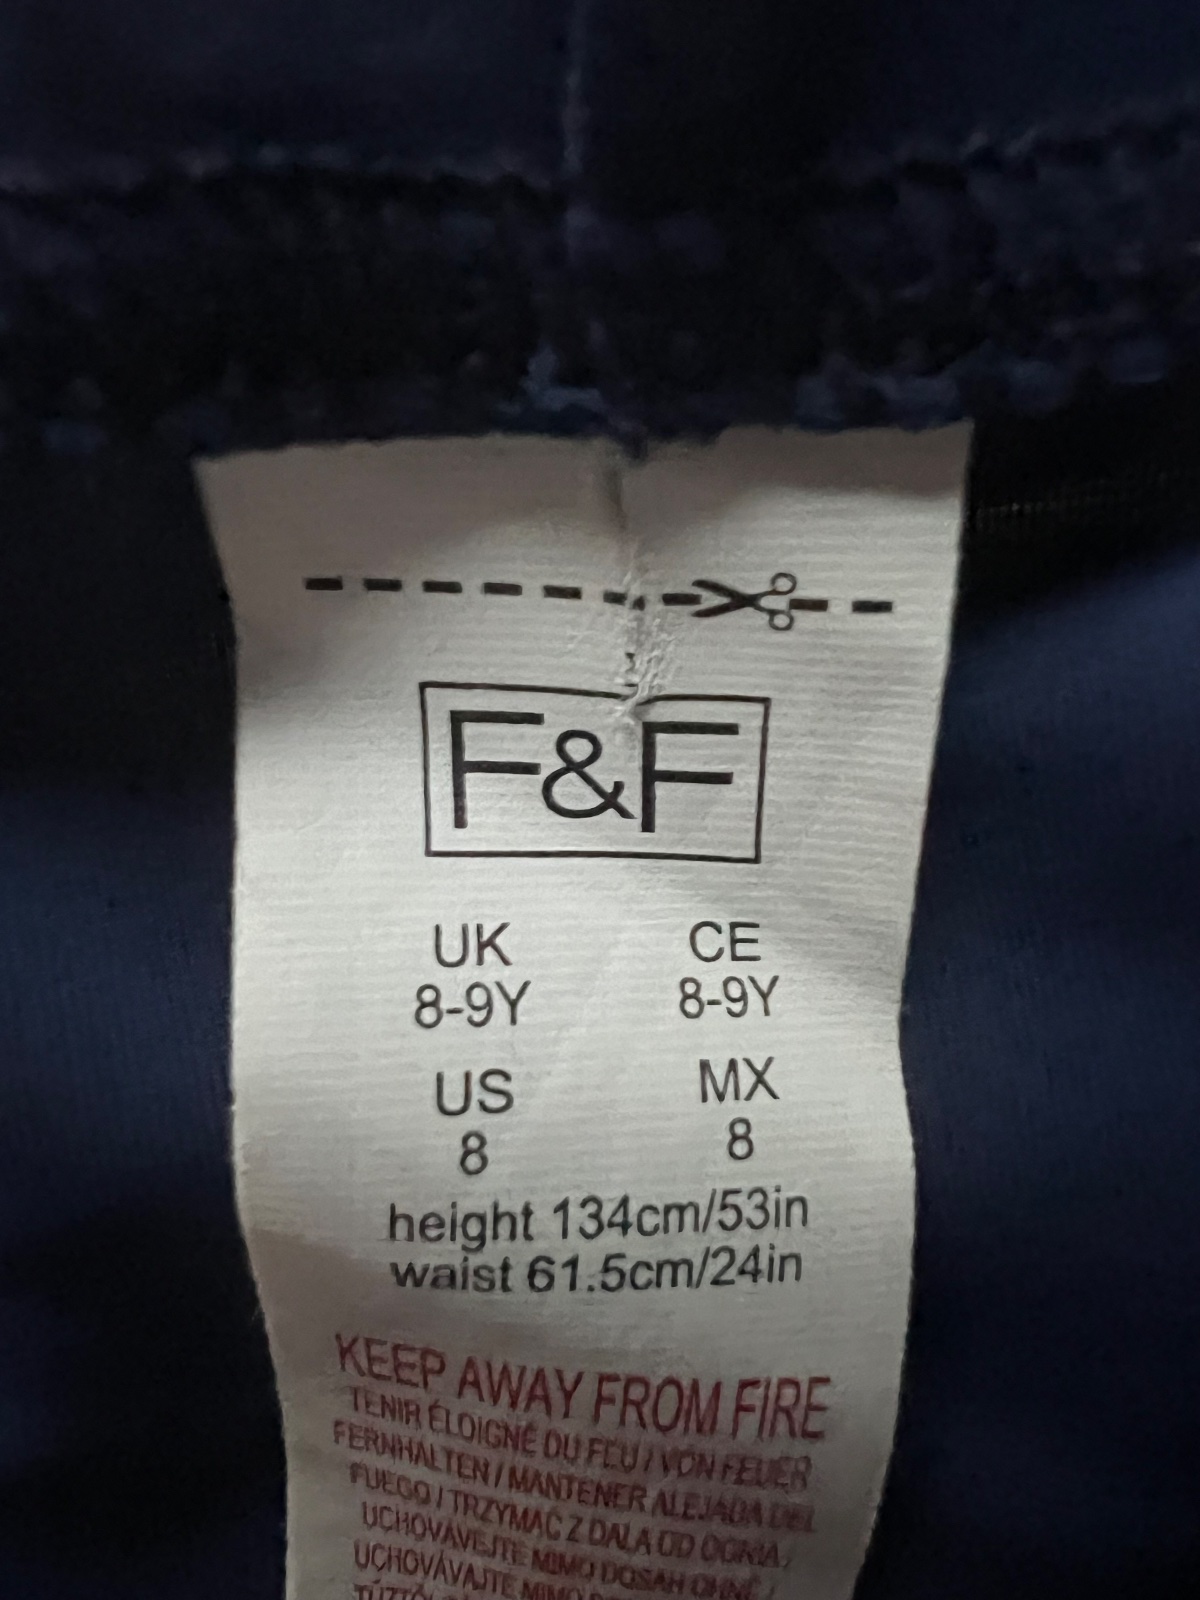 F&F
UK CE
8-9Y 8-9Y
US MX
8 8
height 134cm/53in
waist 61.5cm/24in
KEEP AWAY FROM FIRE
TENIR ÉLOIGNÉ DU FEU / VON FEUER
FERNHALTEN / MANTENER ALEJADA DEL
FUEGO / TRZYMAĆ Z DALA OD OGNIA /
UCHOVÁVEJTE MIMO DOSAH OHNĚ /
UCHOVÁVAJTE MIMO